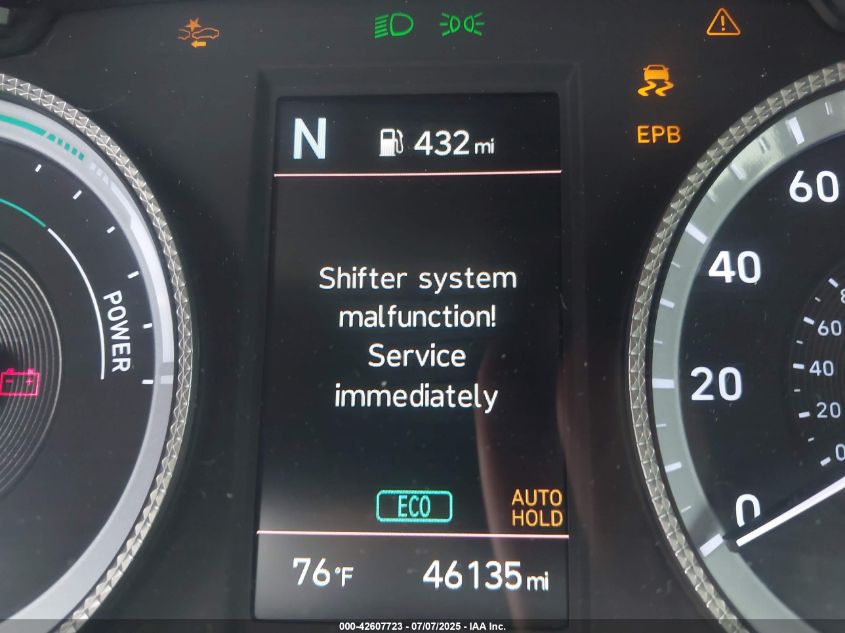 EPB
N 432 mi
60
40
20
0
POWER
Shifter system
malfunction!
Service
immediately
60
40
20
0
ECO
AUTO
HOLD
76°F 46135 mi
000-42607723 - 07/07/2025 - IAA Inc.